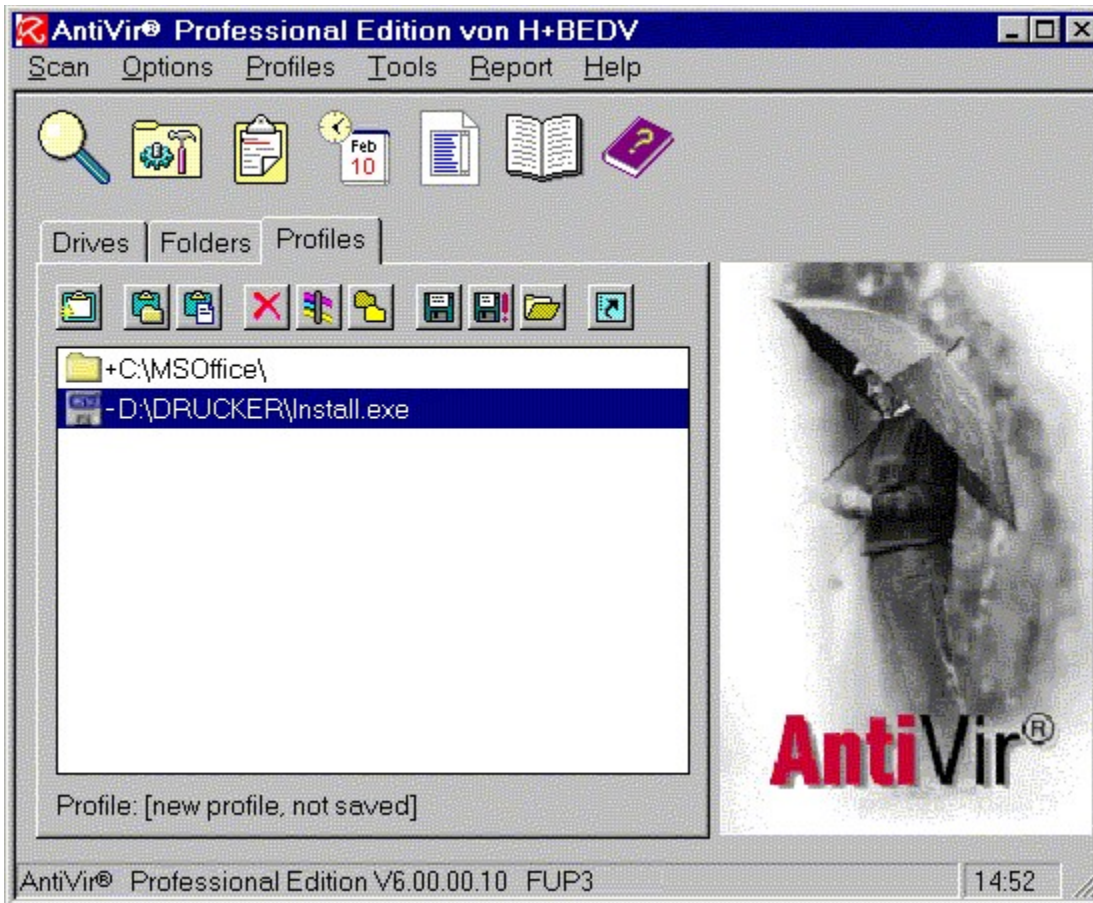 AntiVir® Professional Edition von H+BEDV
Scan Options Profiles Tools Report Help
Feb
10
?
Drives Folders Profiles
+C:\MSOffice\
-D:\DRUCKER\Install.exe
AntiVir®
Profile: [new profile, not saved]
AntiVir® Professional Edition V6.00.00.10 FUP3 14:52